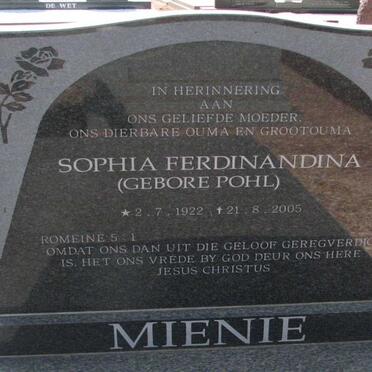 DE WET
IN HERINNERING
AAN
ONS GELIEFDE MOEDER,
ONS DIERBARE OUMA EN GROOTOUMA
SOPHIA FERDINANDINA
(GEBORE POHL)
★ 2.7.1922 ✝ 21.8.2005
ROMEINE 5:1
OMDAT ONS DAN UIT DIE GELOOF GEREGVERDIG
IS, HET ONS VREDE BY GOD DEUR ONS HERE
JESUS CHRISTUS
MIENIE